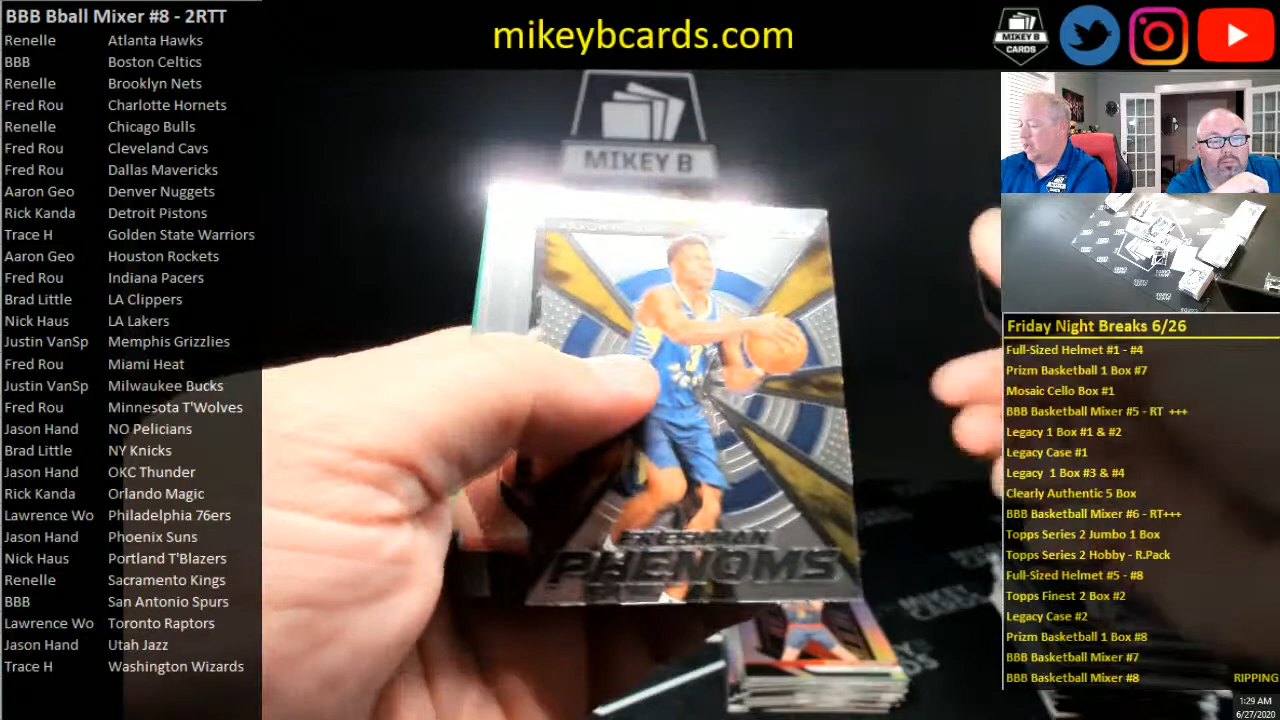 BBB Bball Mixer #8 - 2RTT
Renelle Atlanta Hawks
BBB Boston Celtics
Renelle Brooklyn Nets
Fred Rou Charlotte Hornets
Renelle Chicago Bulls
Fred Rou Cleveland Cavs
Fred Rou Dallas Mavericks
Aaron Geo Denver Nuggets
Rick Kanda Detroit Pistons
Trace H Golden State Warriors
Aaron Geo Houston Rockets
Fred Rou Indiana Pacers
Brad Little LA Clippers
Nick Haus LA Lakers
Justin VanSp Memphis Grizzlies
Fred Rou Miami Heat
Justin VanSp Milwaukee Bucks
Fred Rou Minnesota T'Wolves
Jason Hand NO Pelicians
Brad Little NY Knicks
Jason Hand OKC Thunder
Rick Kanda Orlando Magic
Lawrence Wo Philadelphia 76ers
Jason Hand Phoenix Suns
Nick Haus Portland T'Blazers
Renelle Sacramento Kings
BBB San Antonio Spurs
Lawrence Wo Toronto Raptors
Jason Hand Utah Jazz
Trace H Washington Wizards
mikeybcards.com
MIKEY B
CARDS
MIKEY B
FRESHMAN
PHENOMS
Friday Night Breaks 6/26
Full-Sized Helmet #1 - #4
Prizm Basketball 1 Box #7
Mosaic Cello Box #1
BBB Basketball Mixer #5 - RT +++
Legacy 1 Box #1 & #2
Legacy Case #1
Legacy 1 Box #3 & #4
Clearly Authentic 5 Box
BBB Basketball Mixer #6 - RT+++
Topps Series 2 Jumbo 1 Box
Topps Series 2 Hobby - R.Pack
Full-Sized Helmet #5 - #8
Topps Finest 2 Box #2
Legacy Case #2
Prizm Basketball 1 Box #8
BBB Basketball Mixer #7
BBB Basketball Mixer #8 RIPPING
1:29 AM
6/27/2020